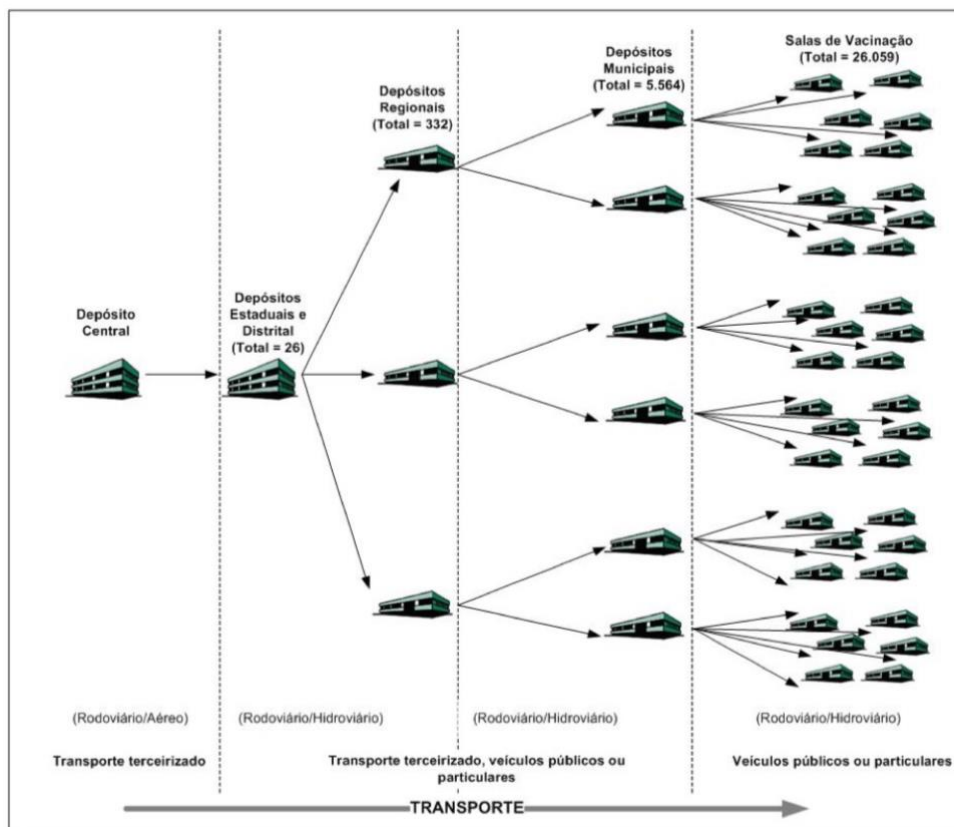 Salas de Vacinação
(Total = 26.059)
Depósitos
Municipais
(Total = 5.564)
Depósitos
Regionais
(Total = 332)
Depósitos
Estaduais e
Distrital
(Total = 26)
Depósito
Central
(Rodoviário/Aéreo)
(Rodoviário/Hidroviário)
(Rodoviário/Hidroviário)
(Rodoviário/Hidroviário)
Transporte terceirizado
Transporte terceirizado, veículos públicos ou
particulares
Veículos públicos ou particulares
TRANSPORTE